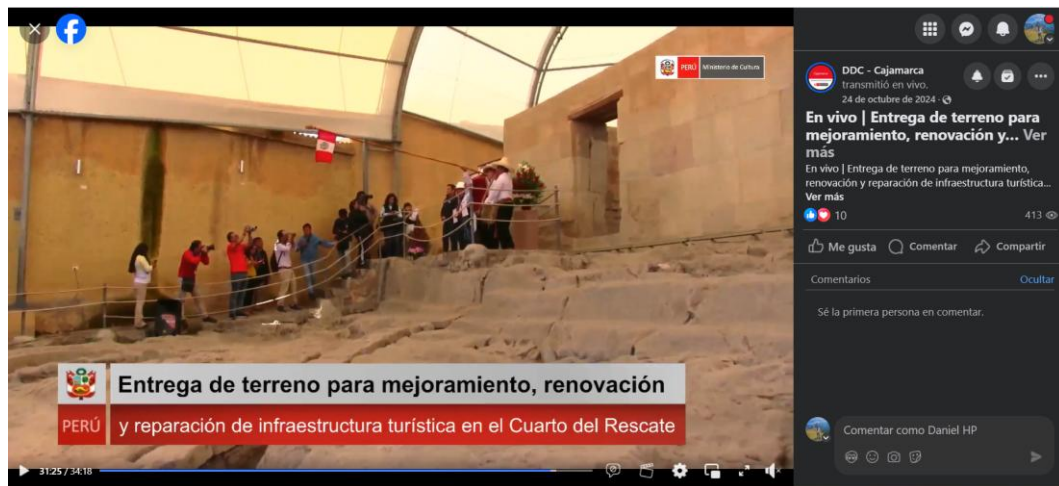 PERÚ Ministerio de Cultura
Entrega de terreno para mejoramiento, renovación
PERÚ y reparación de infraestructura turística en el Cuarto del Rescate
31:25 / 34:18
DDC - Cajamarca
transmitió en vivo.
24 de octubre de 2024 ·
En vivo | Entrega de terreno para
mejoramiento, renovación y... Ver
más
En vivo | Entrega de terreno para mejoramiento,
renovación y reparación de infraestructura turística...
Ver más
10 413
Me gusta Comentar Compartir
Comentarios Ocultar
Sé la primera persona en comentar.
Comentar como Daniel HP